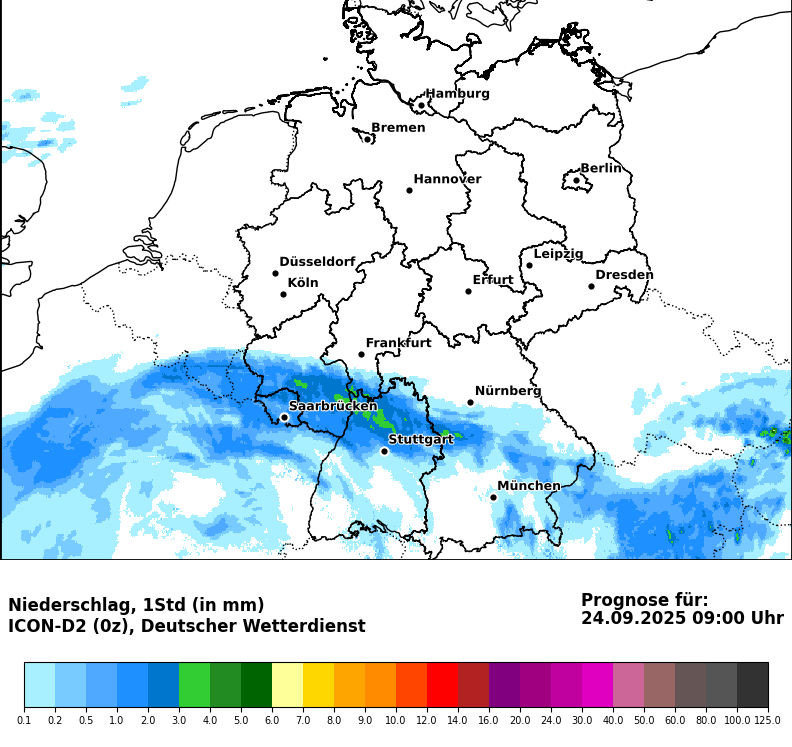 Hamburg
Bremen
Berlin
Hannover
Düsseldorf
Leipzig
Köln
Erfurt
Dresden
Frankfurt
Nürnberg
Saarbrücken
Stuttgart
München
Niederschlag, 1Std (in mm)
ICON-D2 (0z), Deutscher Wetterdienst
Prognose für:
24.09.2025 09:00 Uhr
0.1 0.2 0.5 1.0 2.0 3.0 4.0 5.0 6.0 7.0 8.0 9.0 10.0 12.0 14.0 16.0 20.0 24.0 30.0 40.0 50.0 60.0 80.0 100.0 125.0